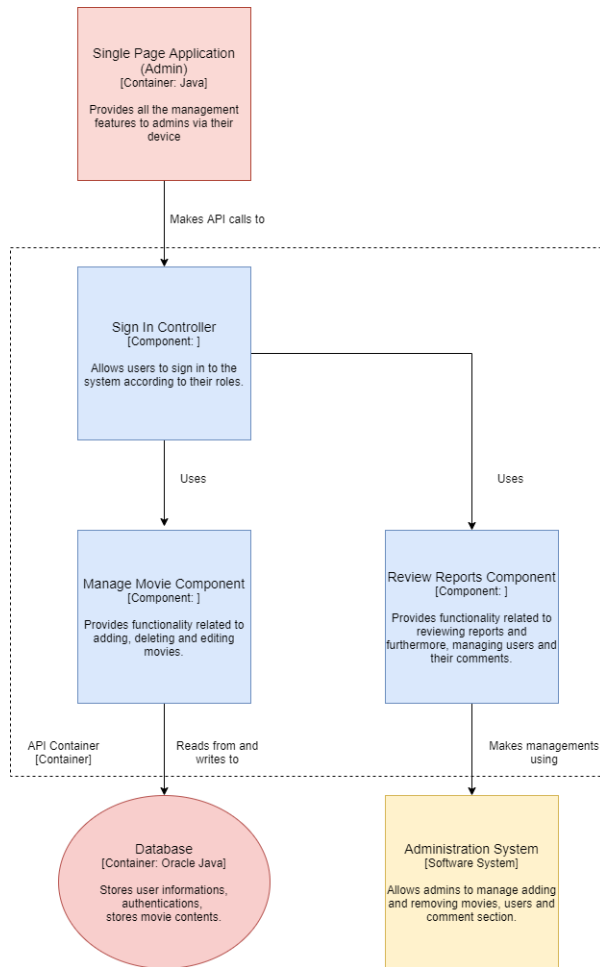 Single Page Application
(Admin)
[Container: Java]
Provides all the management
features to admins via their
device
Makes API calls to
Sign In Controller
[Component: ]
Allows users to sign in to the
system according to their roles.
Uses
Uses
Manage Movie Component
[Component: ]
Provides functionality related to
adding, deleting and editing
movies.
Review Reports Component
[Component: ]
Provides functionality related to
reviewing reports and
furthermore, managing users and
their comments.
API Container
[Container]
Reads from and
writes to
Makes managements
using
Database
[Container: Oracle Java]
Stores user informations,
authentications,
stores movie contents.
Administration System
[Software System]
Allows admins to manage adding
and removing movies, users and
comment section.